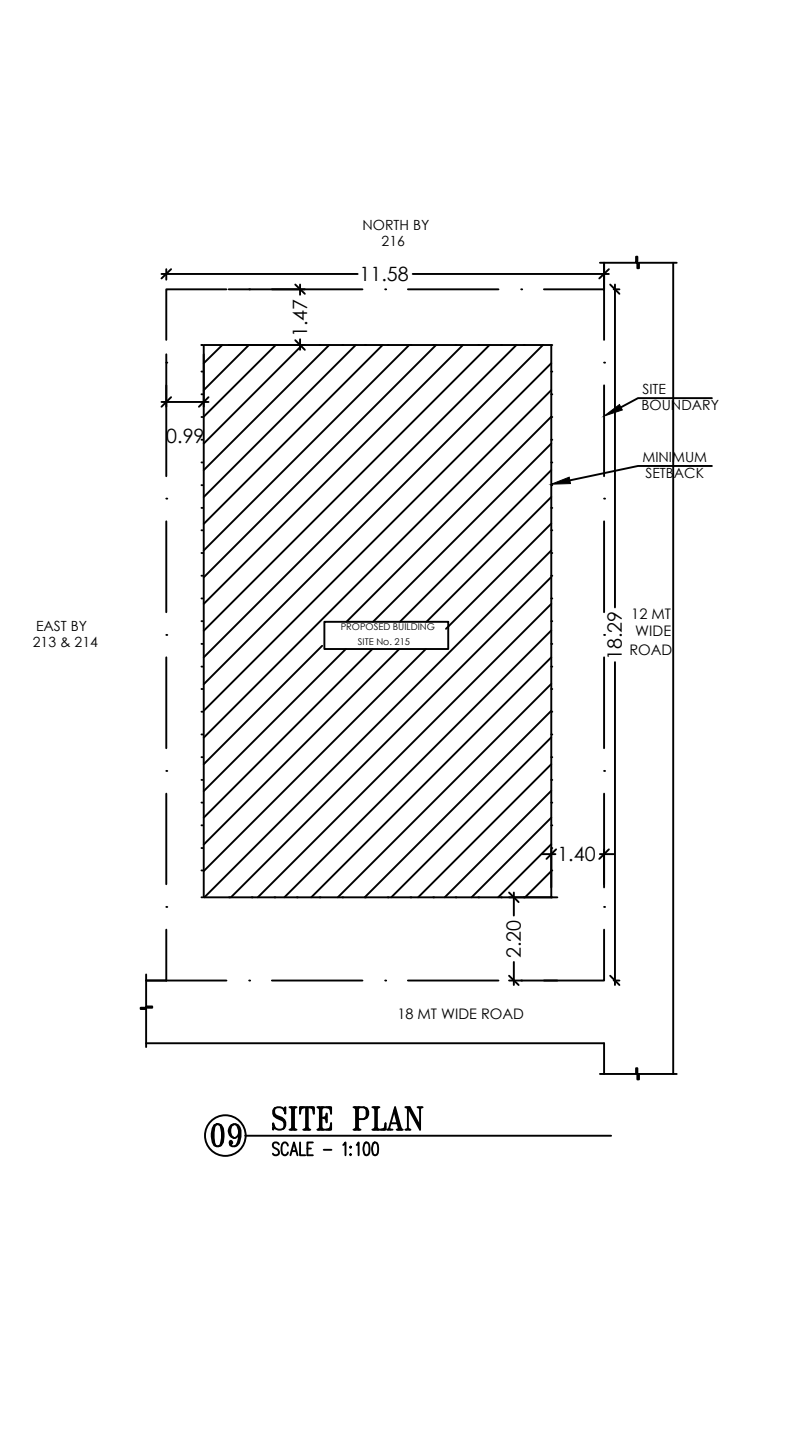 NORTH BY
216
11.58
1.47
SITE
BOUNDARY
0.99
MINIMUM
SETBACK
EAST BY
213 & 214
PROPOSED BUILDING
SITE No. 215
18.29
12 MT
WIDE
ROAD
1.40
2.20
18 MT WIDE ROAD
09
SITE PLAN
SCALE - 1:100